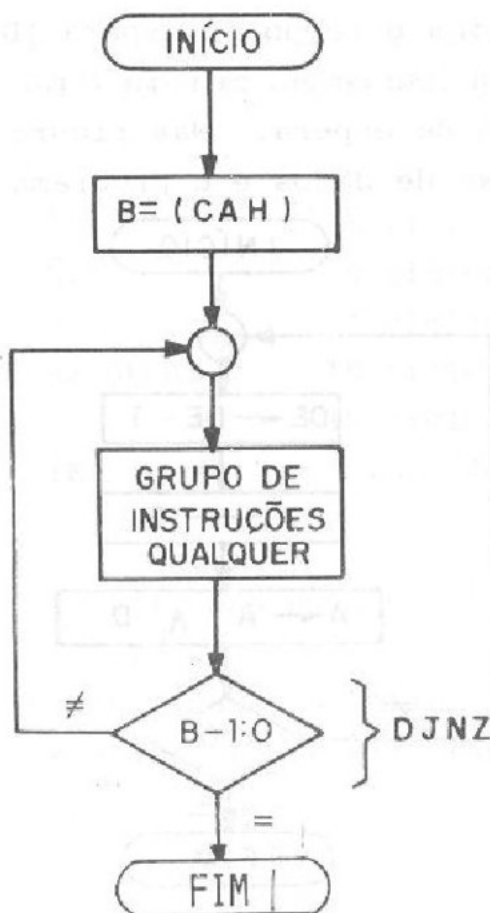 INÍCIO
B= (CAH)
GRUPO DE
INSTRUÇÕES
QUALQUER
≠
B-1:0
DJNZ
=
FIM